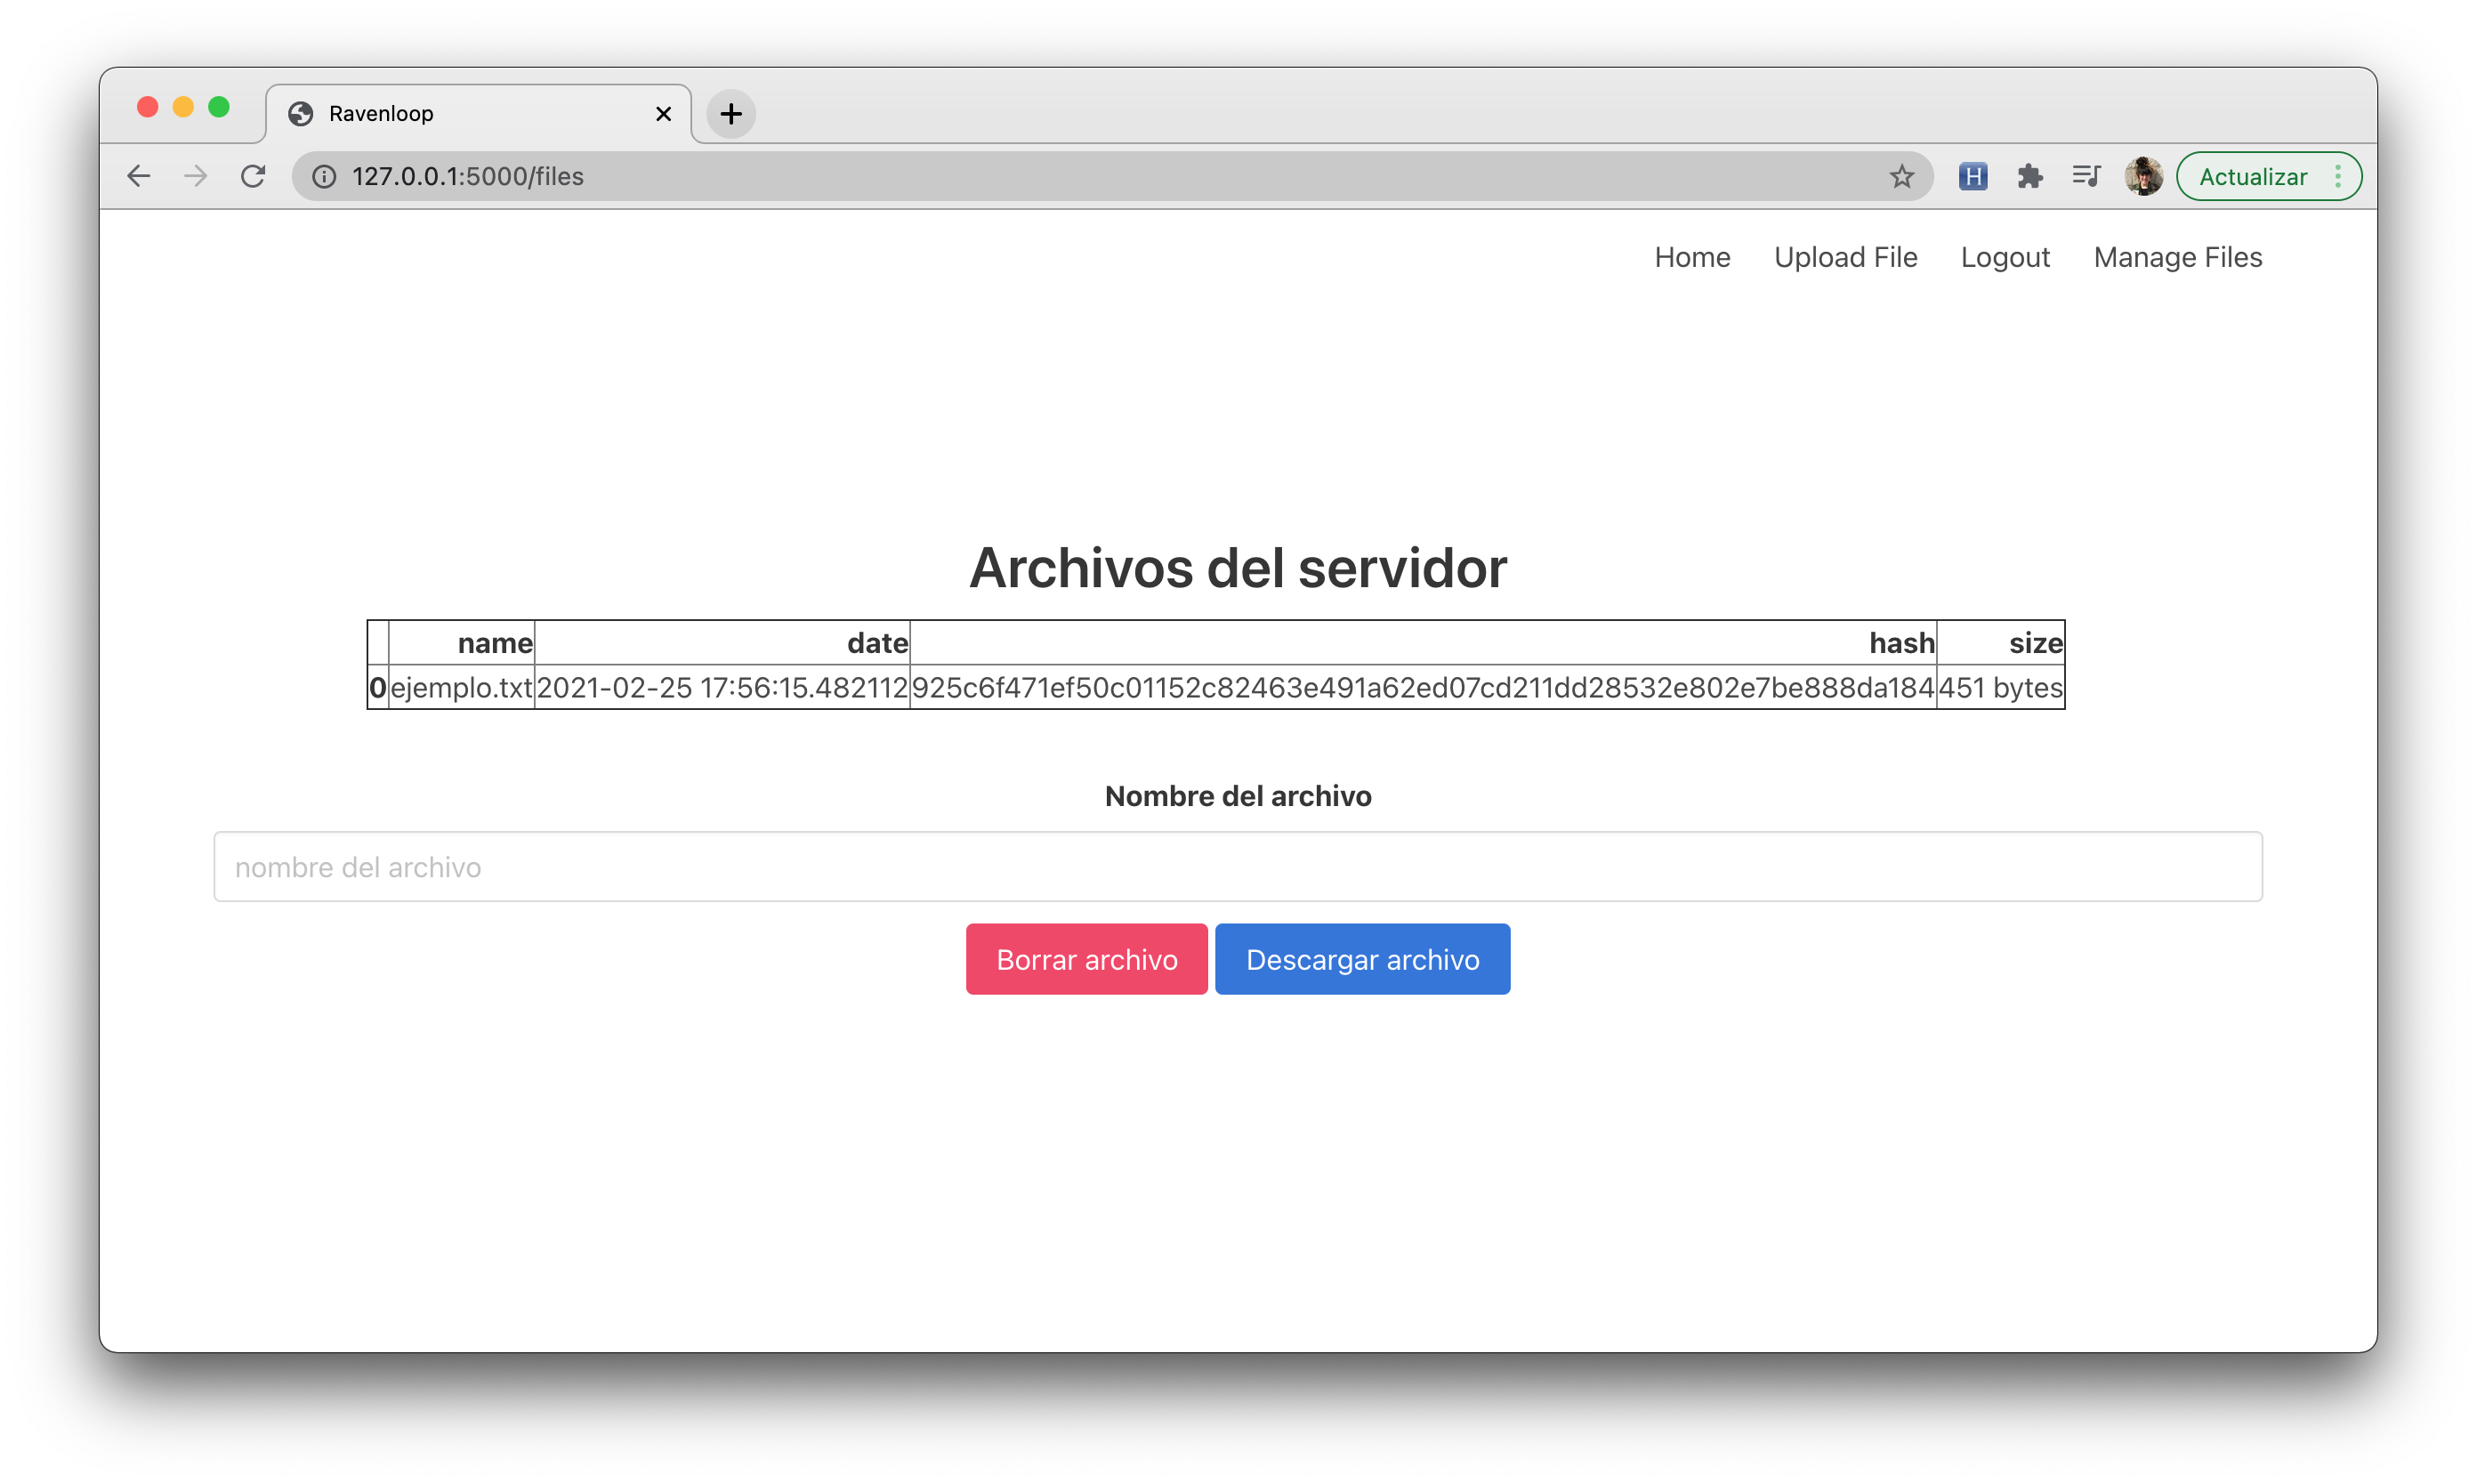 Ravenloop
127.0.0.1:5000/files
H
Actualizar
Home Upload File Logout Manage Files
Archivos del servidor
name date hash size
0 ejemplo.txt 2021-02-25 17:56:15.482112 925c6f471ef50c01152c82463e491a62ed07cd211dd28532e802e7be888da184 451 bytes
Nombre del archivo
nombre del archivo
Borrar archivo Descargar archivo